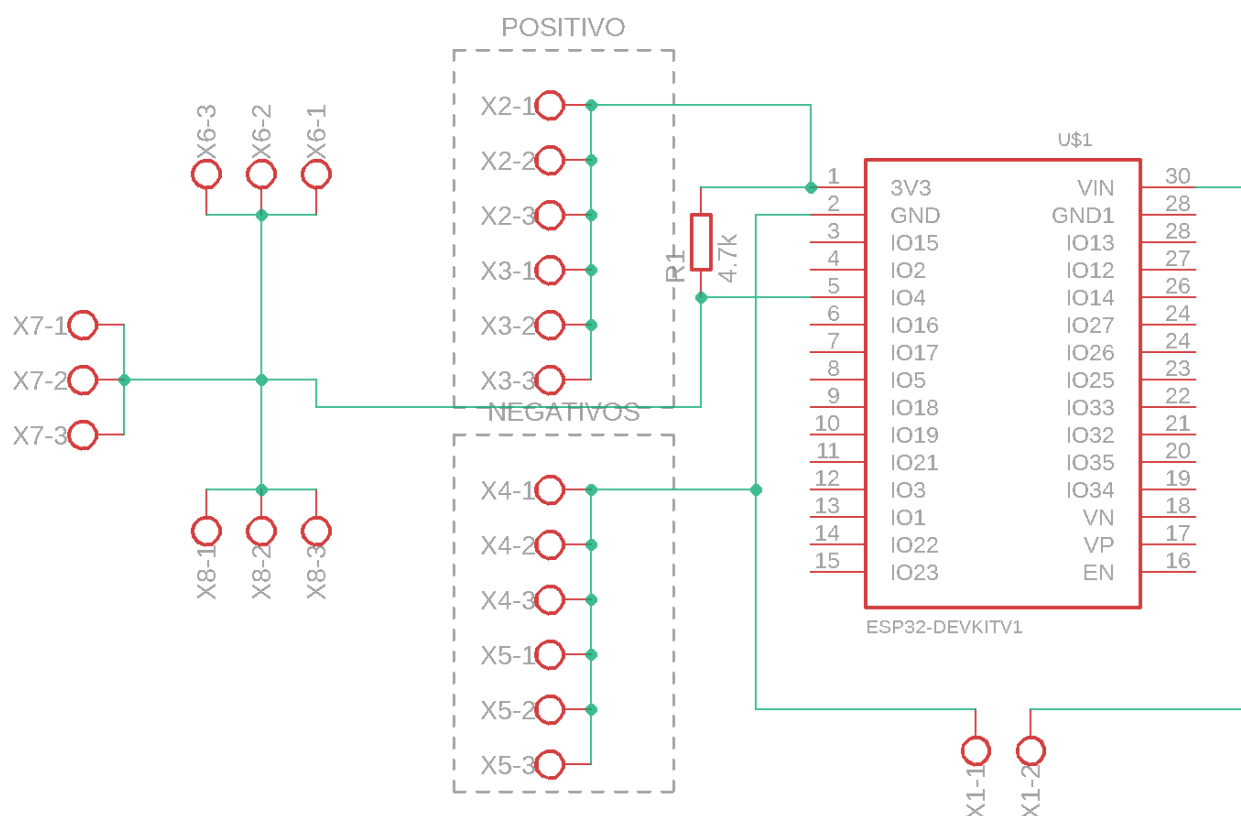 POSITIVO
X2-1
X2-2
X2-3
X3-1
X3-2
X3-3
X6-3
X6-2
X6-1
X7-1
X7-2
X7-3
X8-1
X8-2
X8-3
NEGATIVOS
X4-1
X4-2
X4-3
X5-1
X5-2
X5-3
R1
4.7k
U$1
1 3V3 VIN 30
2 GND GND1 28
3 IO15 IO13 28
4 IO2 IO12 27
5 IO4 IO14 26
6 IO16 IO27 24
7 IO17 IO26 24
8 IO5 IO25 23
9 IO18 IO33 22
10 IO19 IO32 21
11 IO21 IO35 20
12 IO3 IO34 19
13 IO1 VN 18
14 IO22 VP 17
15 IO23 EN 16
ESP32-DEVKITV1
X1-1
X1-2